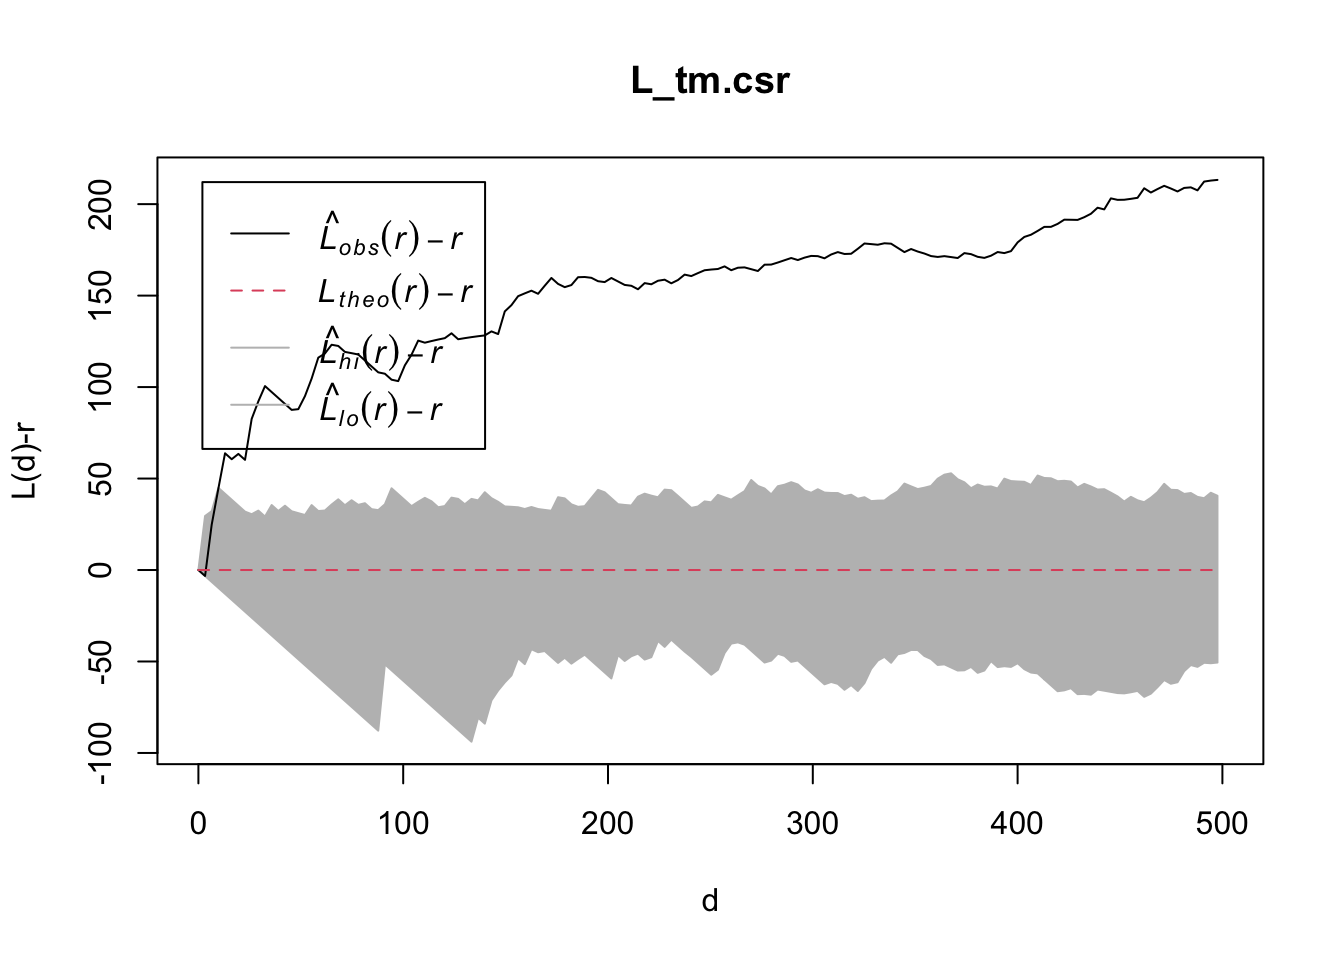 L_tm.csr
L̂obs(r) − r
Ltheo(r) − r
L̂hi(r) − r
L̂lo(r) − r
L(d)-r
200
150
100
50
0
-50
-100
0 100 200 300 400 500
d